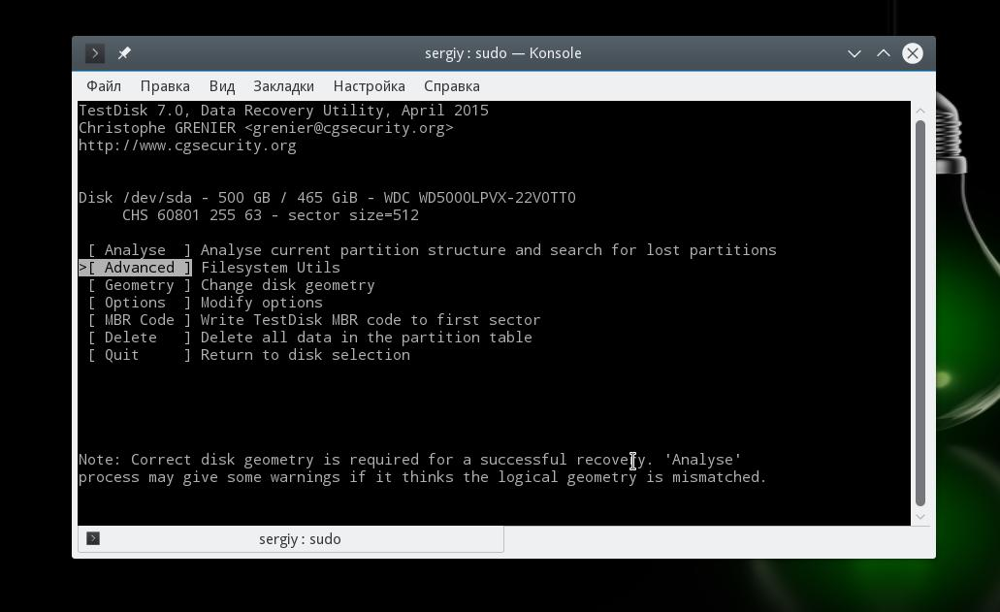 sergiy : sudo — Konsole
Файл Правка Вид Закладки Настройка Справка
TestDisk 7.0, Data Recovery Utility, April 2015
Christophe GRENIER <grenier@cgsecurity.org>
http://www.cgsecurity.org
Disk /dev/sda - 500 GB / 465 GiB - WDC WD5000LPVX-22V0TT0
CHS 60801 255 63 - sector size=512
[ Analyse  ] Analyse current partition structure and search for lost partitions
>[ Advanced ] Filesystem Utils
[ Geometry ] Change disk geometry
[ Options  ] Modify options
[ MBR Code ] Write TestDisk MBR code to first sector
[ Delete   ] Delete all data in the partition table
[ Quit     ] Return to disk selection
Note: Correct disk geometry is required for a successful recovery. 'Analyse'
process may give some warnings if it thinks the logical geometry is mismatched.
sergiy : sudo